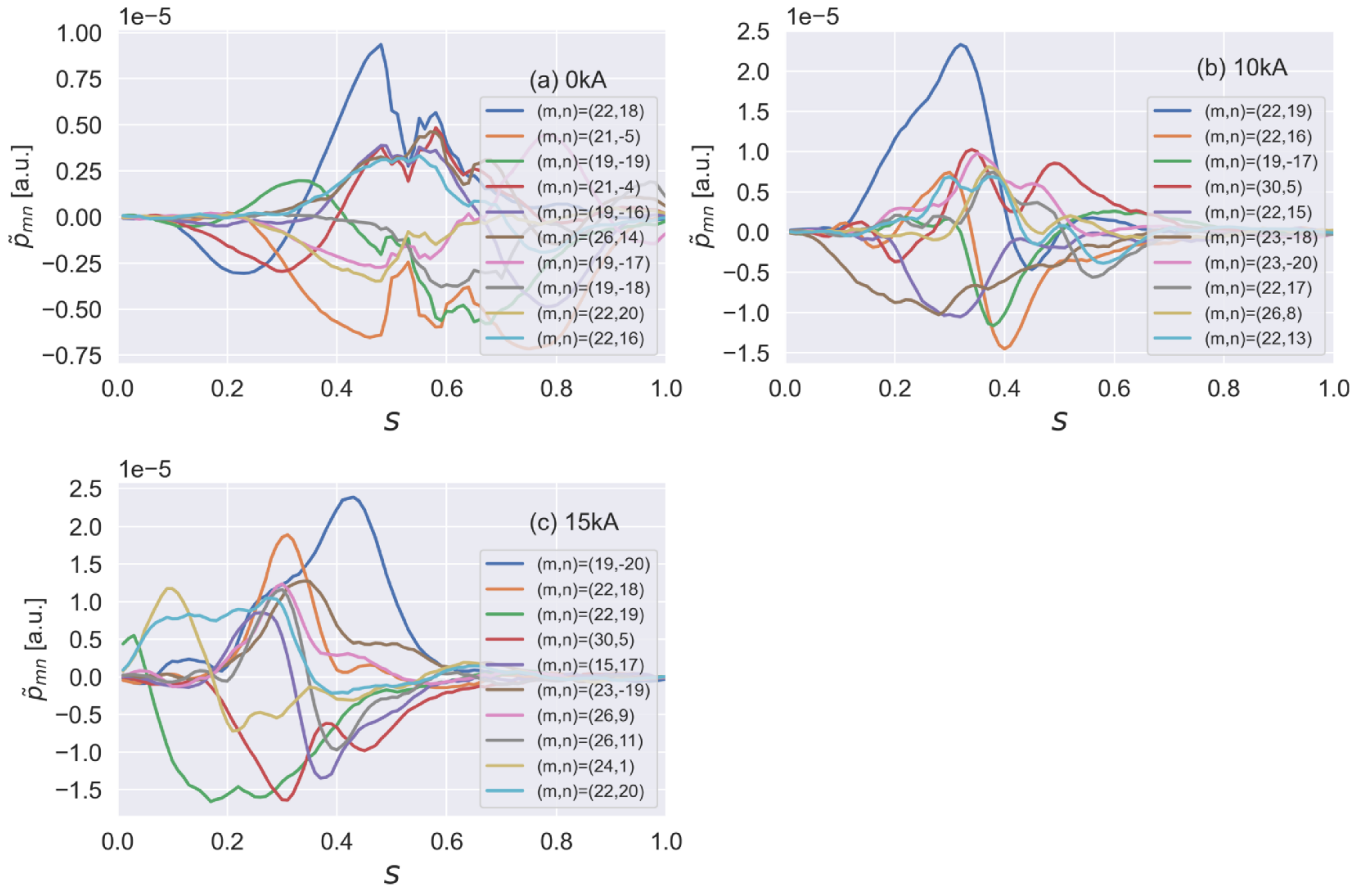 1e-5
1.00
0.75
0.50
0.25
0.00
−0.25
−0.50
−0.75
p̃mn [a.u.]
(a) 0kA
(m,n)=(22,18)
(m,n)=(21,-5)
(m,n)=(19,-19)
(m,n)=(21,-4)
(m,n)=(19,-16)
(m,n)=(26,14)
(m,n)=(19,-17)
(m,n)=(19,-18)
(m,n)=(22,20)
(m,n)=(22,16)
0.0 0.2 0.4 0.6 0.8 1.0
s
1e-5
2.5
2.0
1.5
1.0
0.5
0.0
−0.5
−1.0
−1.5
p̃mn [a.u.]
(b) 10kA
(m,n)=(22,19)
(m,n)=(22,16)
(m,n)=(19,-17)
(m,n)=(30,5)
(m,n)=(22,15)
(m,n)=(23,-18)
(m,n)=(23,-20)
(m,n)=(22,17)
(m,n)=(26,8)
(m,n)=(22,13)
0.0 0.2 0.4 0.6 0.8 1.0
s
1e-5
2.5
2.0
1.5
1.0
0.5
0.0
−0.5
−1.0
−1.5
p̃mn [a.u.]
(c) 15kA
(m,n)=(19,-20)
(m,n)=(22,18)
(m,n)=(22,19)
(m,n)=(30,5)
(m,n)=(15,17)
(m,n)=(23,-19)
(m,n)=(26,9)
(m,n)=(26,11)
(m,n)=(24,1)
(m,n)=(22,20)
0.0 0.2 0.4 0.6 0.8 1.0
s